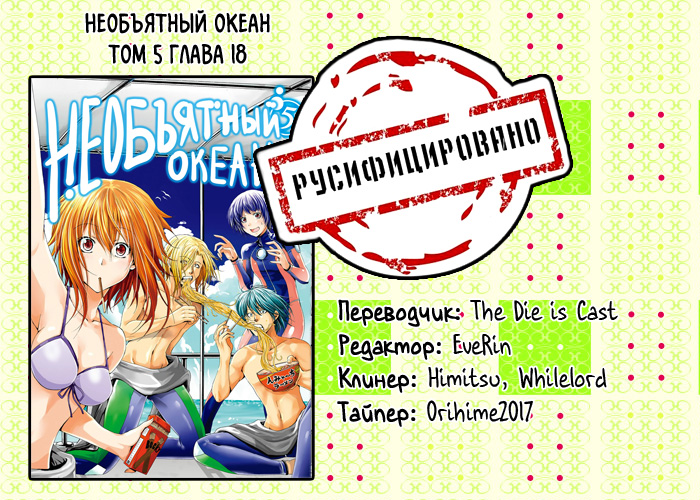 НЕОБЪЯТНЫЙ ОКЕАН
ТОМ 5 ГЛАВА 18
НЕОБЪЯТНЫЙ
5
ОКЕАН
РУСИФИЦИРОВАНО
Переводчик: The Die is Cast
Редактор: EveRin
Клинер: Himitsu, Whilelord
Тайпер: Orihime2017